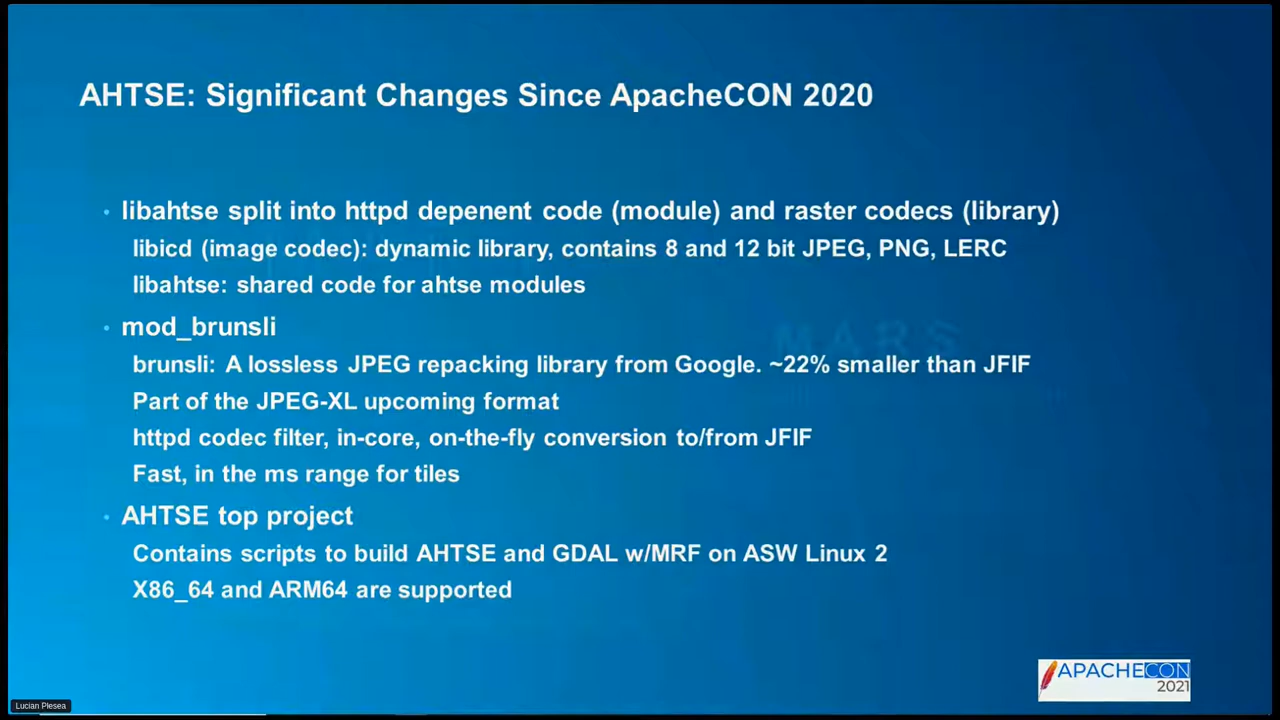 AHTSE: Significant Changes Since ApacheCON 2020
• libahtse split into httpd depenent code (module) and raster codecs (library)
libicd (image codec): dynamic library, contains 8 and 12 bit JPEG, PNG, LERC
libahtse: shared code for ahtse modules
• mod_brunsli
MARS
brunsli: A lossless JPEG repacking library from Google. ~22% smaller than JFIF
Part of the JPEG-XL upcoming format
httpd codec filter, in-core, on-the-fly conversion to/from JFIF
Fast, in the ms range for tiles
• AHTSE top project
Contains scripts to build AHTSE and GDAL w/MRF on ASW Linux 2
X86_64 and ARM64 are supported
APACHECON
2021
Lucian Plesea